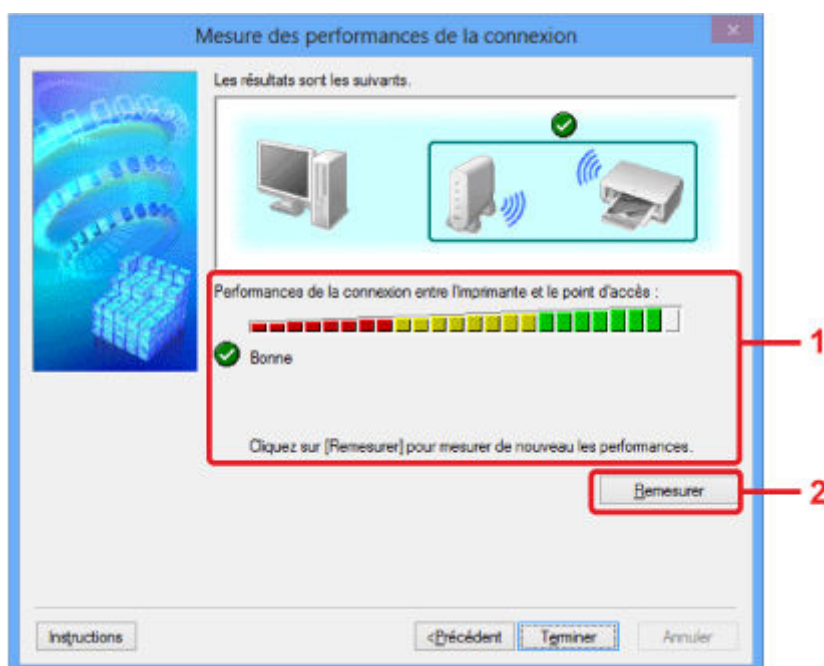 Mesure des performances de la connexion
Les résultats sont les suivants.
Performances de la connexion entre l'imprimante et le point d'accès :
Bonne
1
Cliquez sur [Remesurer] pour mesurer de nouveau les performances.
Remesurer
2
Instructions
<Précédent
Terminer
Annuler